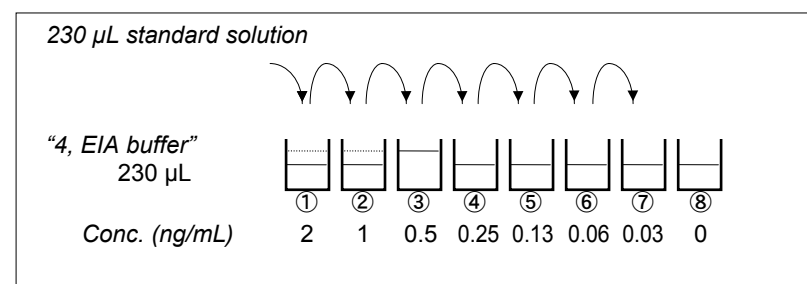 230 µL standard solution
“4, EIA buffer”
230 µL
① ② ③ ④ ⑤ ⑥ ⑦ ⑧
Conc. (ng/mL) 2 1 0.5 0.25 0.13 0.06 0.03 0